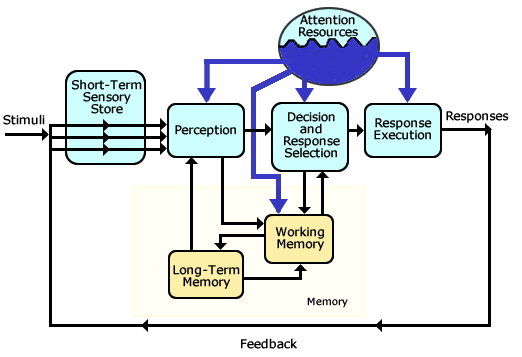 Attention
Resources
Short-Term
Sensory
Store
Stimuli
Perception
Decision
and
Response
Selection
Response
Execution
Responses
Working
Memory
Long-Term
Memory
Memory
Feedback